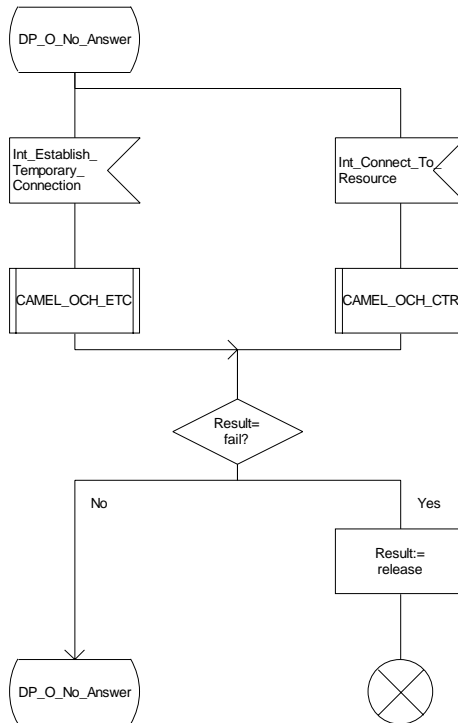 DP_O_No_Answer
Int_Establish_
Temporary_
Connection
Int_Connect_To_
Resource
CAMEL_OCH_ETC
CAMEL_OCH_CTR
Result=
fail?
No
Yes
Result:=
release
DP_O_No_Answer